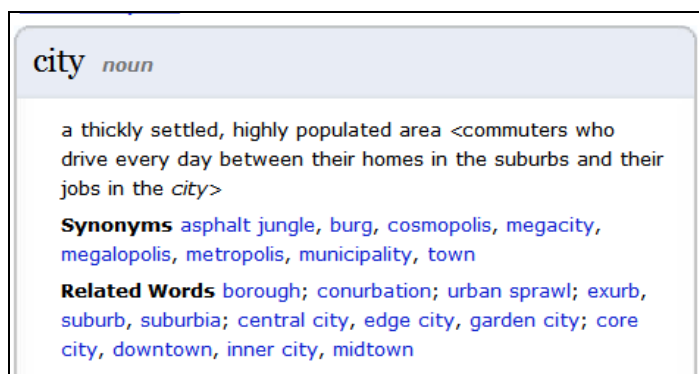 city noun
a thickly settled, highly populated area <commuters who
drive every day between their homes in the suburbs and their
jobs in the city>
Synonyms asphalt jungle, burg, cosmopolis, megacity,
megalopolis, metropolis, municipality, town
Related Words borough; conurbation; urban sprawl; exurb,
suburb, suburbia; central city, edge city, garden city; core
city, downtown, inner city, midtown